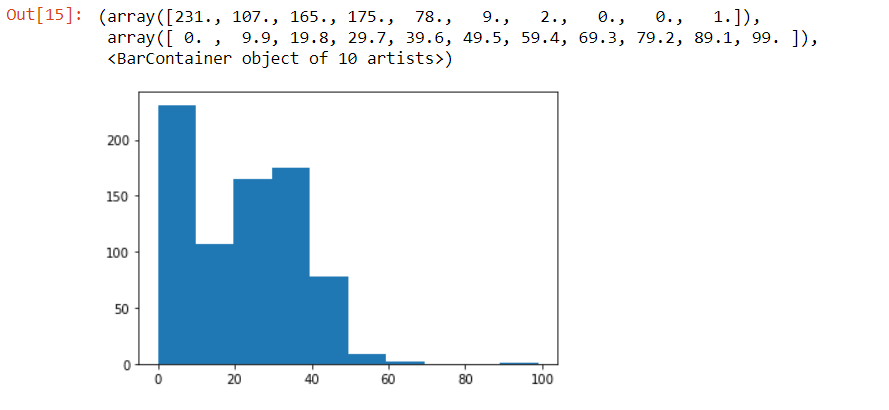 Out[15]: (array([231., 107., 165., 175., 78., 9., 2., 0., 0., 1.]),
array([ 0. , 9.9, 19.8, 29.7, 39.6, 49.5, 59.4, 69.3, 79.2, 89.1, 99. ]),
<BarContainer object of 10 artists>)
200
150
100
50
0
0 20 40 60 80 100